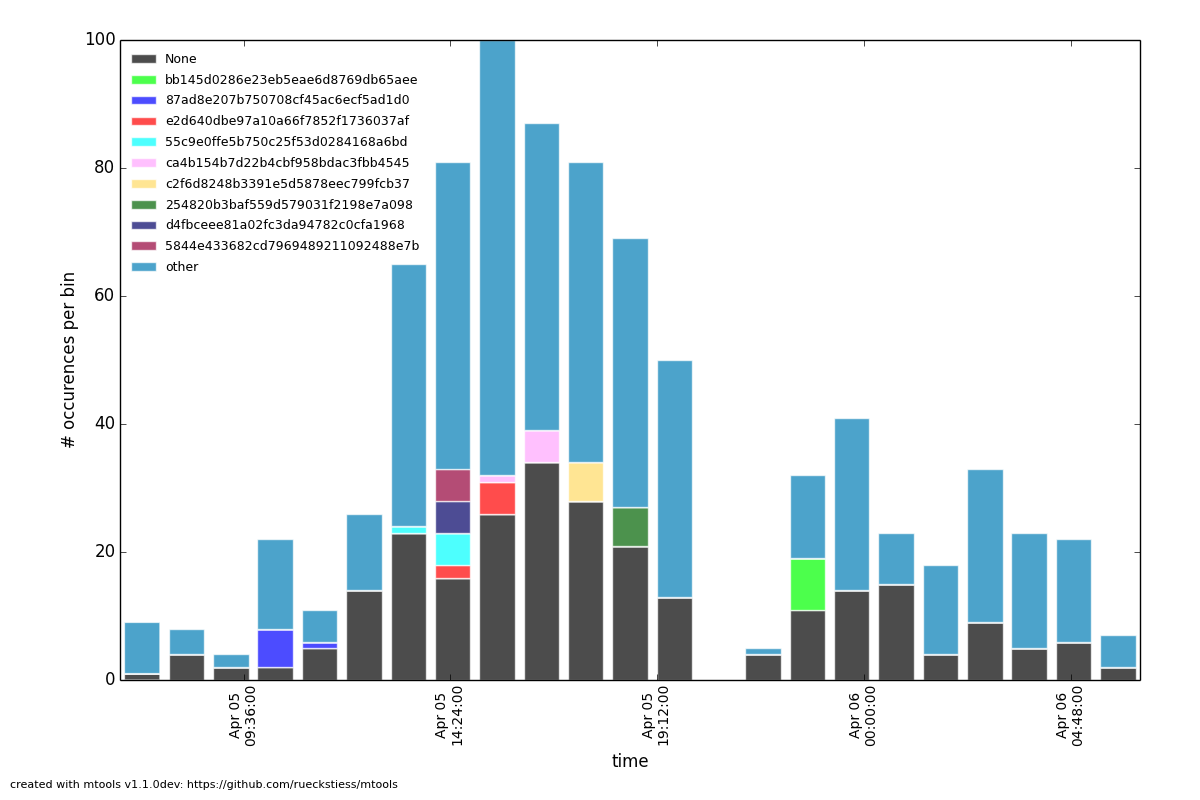 100
80
60
40
20
0
# occurences per bin
None
bb145d0286e23eb5eae6d8769db65aee
87ad8e207b750708cf45ac6ecf5ad1d0
e2d640dbe97a10a66f7852f1736037af
55c9e0ffe5b750c25f53d0284168a6bd
ca4b154b7d22b4cbf958bdac3fbb4545
c2f6d8248b3391e5d5878eec799fcb37
254820b3baf559d579031f2198e7a098
d4fbceee81a02fc3da94782c0cfa1968
5844e433682cd7969489211092488e7b
other
Apr 05
09:36:00
Apr 05
14:24:00
Apr 05
19:12:00
Apr 06
00:00:00
Apr 06
04:48:00
time
created with mtools v1.1.0dev: https://github.com/rueckstiess/mtools